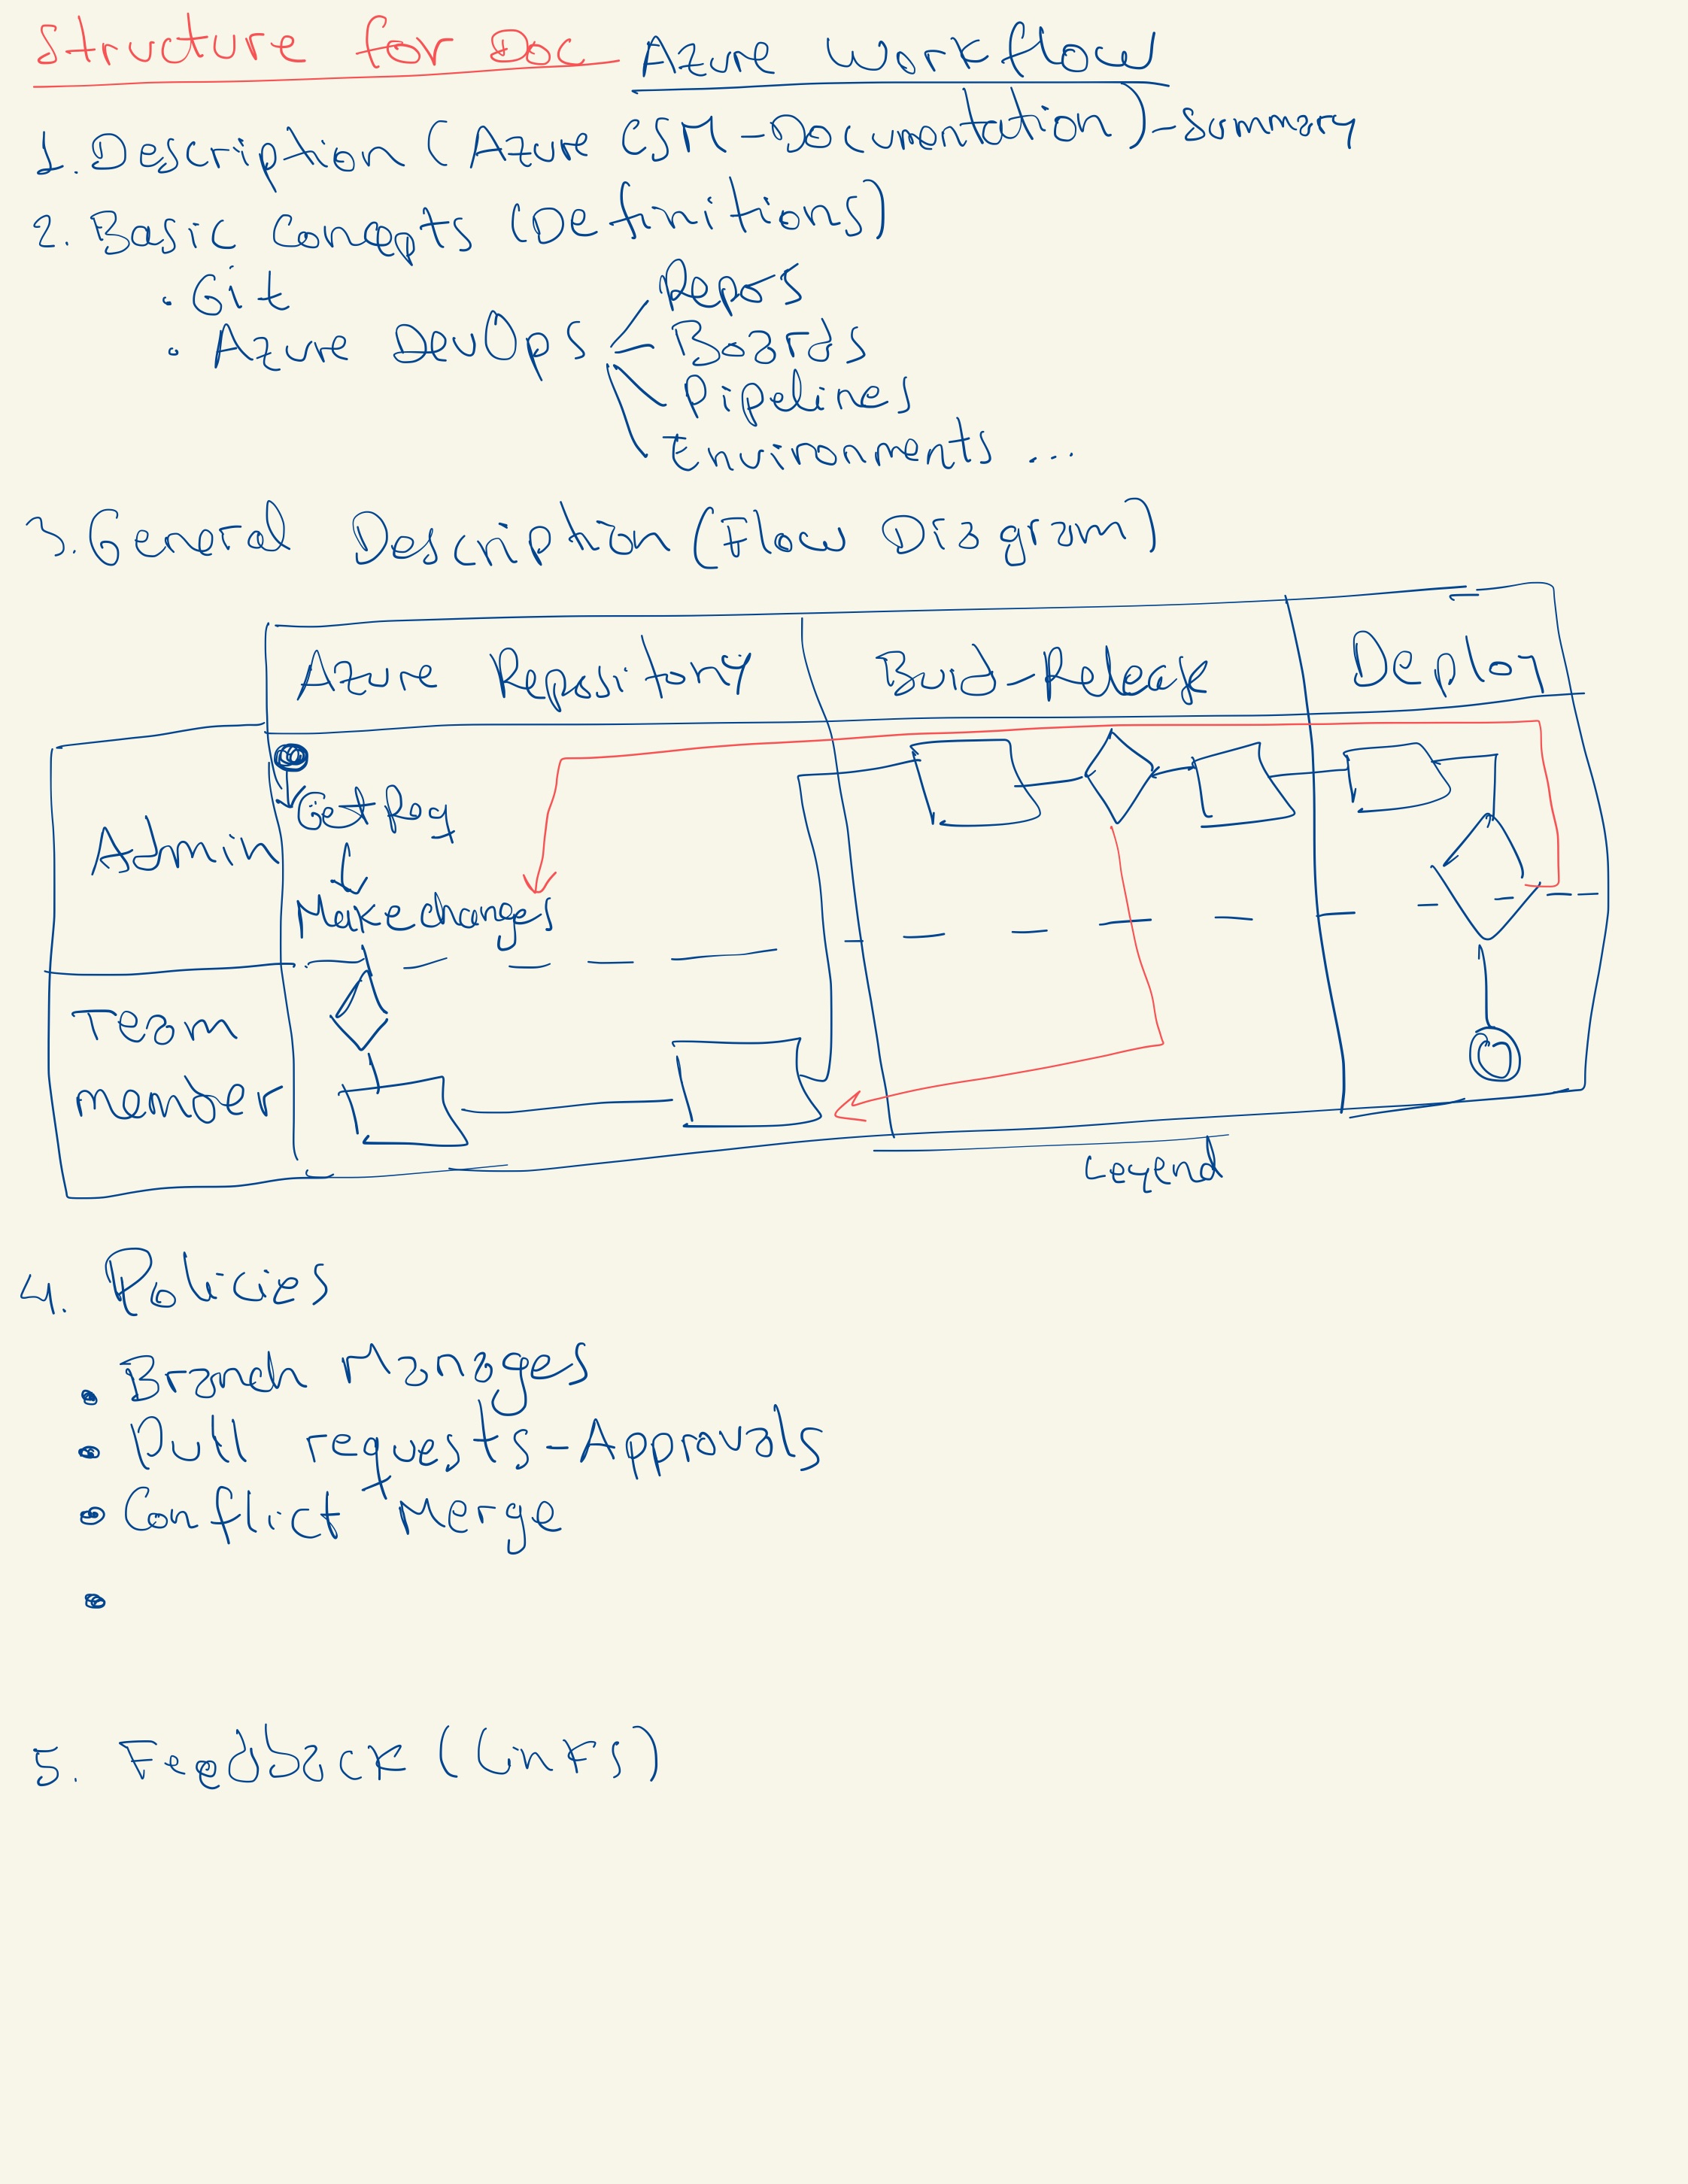 Structure for Doc Azure Workflow
1. Description (Azure CSM-Documentation)-Summary
2. Basic Concepts (Definitions)
• Git
• Azure DevOps
Repos
Boards
Pipelines
Environments ...
3. General Description (Flow Diagram)
Azure Repository Buid-Release Deploy
Admin
Get Req
Make changes
Team
member
Legend
4. Policies
• Branch Manages
• Pull requests-Approvals
• Conflict Merge
•
5. Feedback (Links)